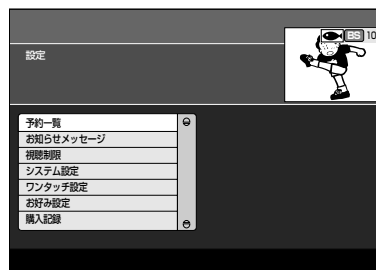 BS 10
設定
予約一覧
お知らせメッセージ
視聴制限
システム設定
ワンタッチ設定
お好み設定
購入記録